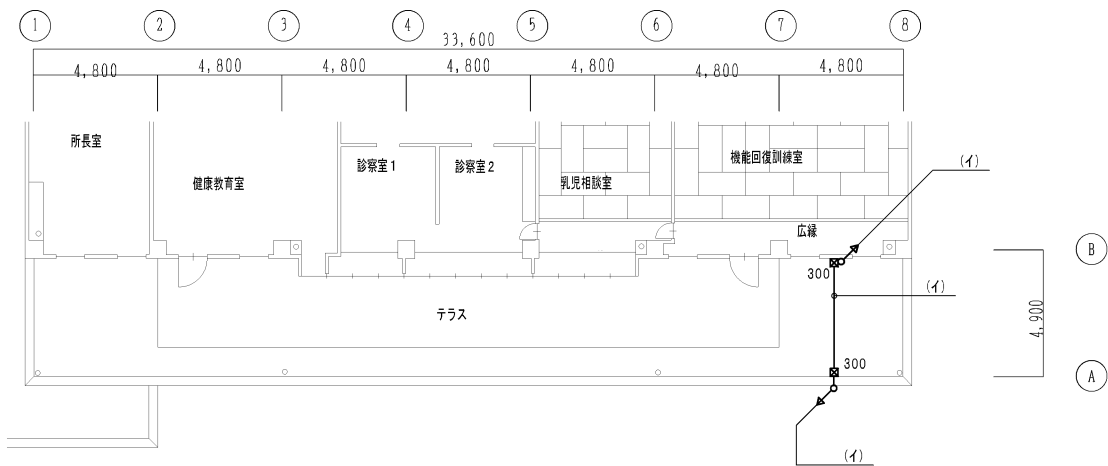 1 2 3 4 5 6 7 8
33,600
4,800 4,800 4,800 4,800 4,800 4,800 4,800
所長室
健康教育室
診察室1
診察室2
乳児相談室
機能回復訓練室
(イ)
広縁
B
300
(イ)
テラス
4,900
300
A
(イ)